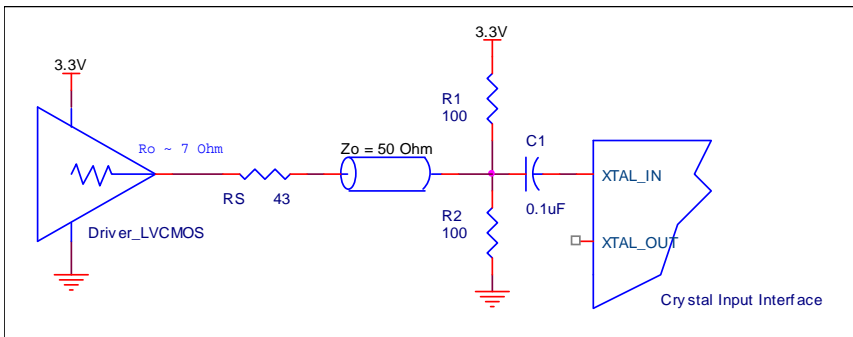 3.3V
3.3V
R1
100
Ro ~ 7 Ohm
Zo = 50 Ohm
C1
XTAL_IN
RS 43
R2
100
0.1uF
Driver_LVCMOS
XTAL_OUT
Crystal Input Interface